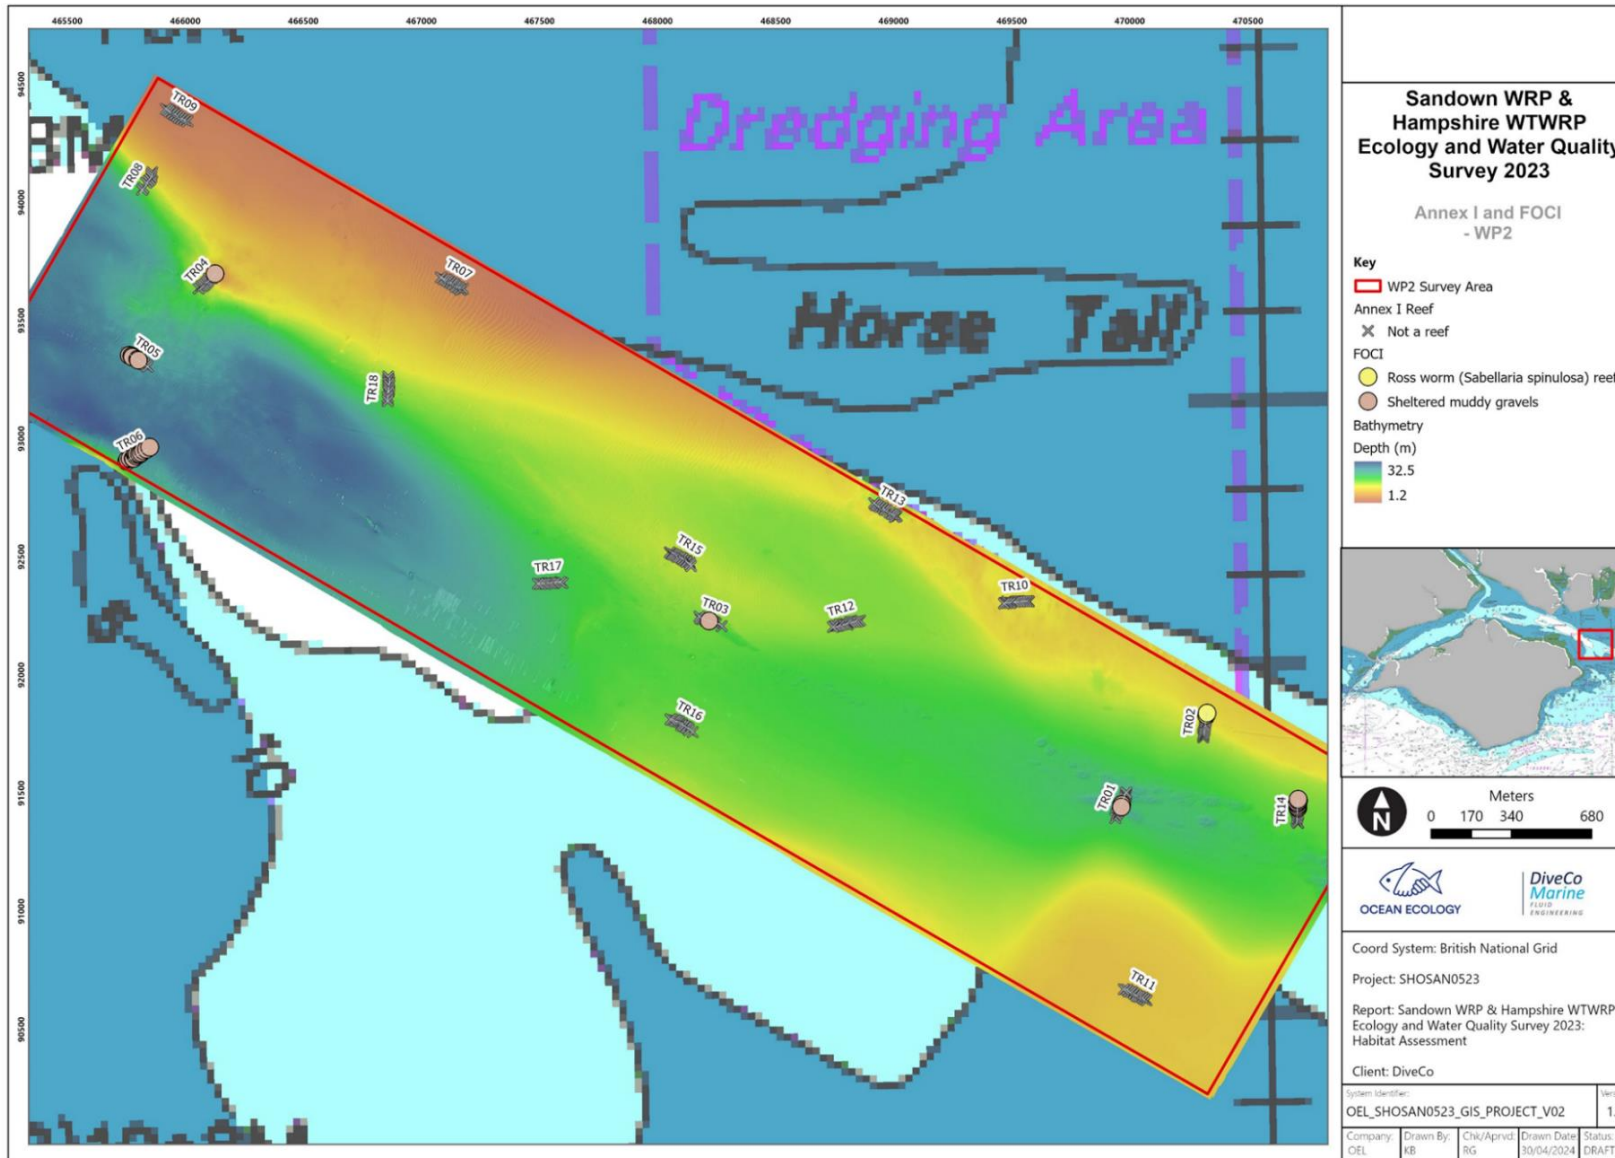 465500 466000 466500 467000 467500 468000 468500 469000 469500 470000 470500
94500
94000
93500
93000
92500
92000
91500
91000
90500
Dredging Area
Horse Tail
TR09
TR08
TR04
TR07
TR05
TR18
TR06
TR13
TR15
TR17
TR10
TR03
TR12
TR16
TR02
TR01
TR14
TR11
Sandown WRP &
Hampshire WTWRP
Ecology and Water Quality
Survey 2023
Annex I and FOCI
- WP2
Key
WP2 Survey Area
Annex I Reef
Not a reef
FOCI
Ross worm (Sabellaria spinulosa) reef
Sheltered muddy gravels
Bathymetry
Depth (m)
32.5
1.2
N
Meters
0 170 340 680
OCEAN ECOLOGY
DiveCo
Marine
FLUID
ENGINEERING
Coord System: British National Grid
Project: SHOSAN0523
Report: Sandown WRP & Hampshire WTWRP
Ecology and Water Quality Survey 2023:
Habitat Assessment
Client: DiveCo
System Identifier:
OEL_SHOSAN0523_GIS_PROJECT_V02
Company: Drawn By: Chk/Aprvd: Drawn Date: Status:
OEL KB RG 30/04/2024 DRAFT